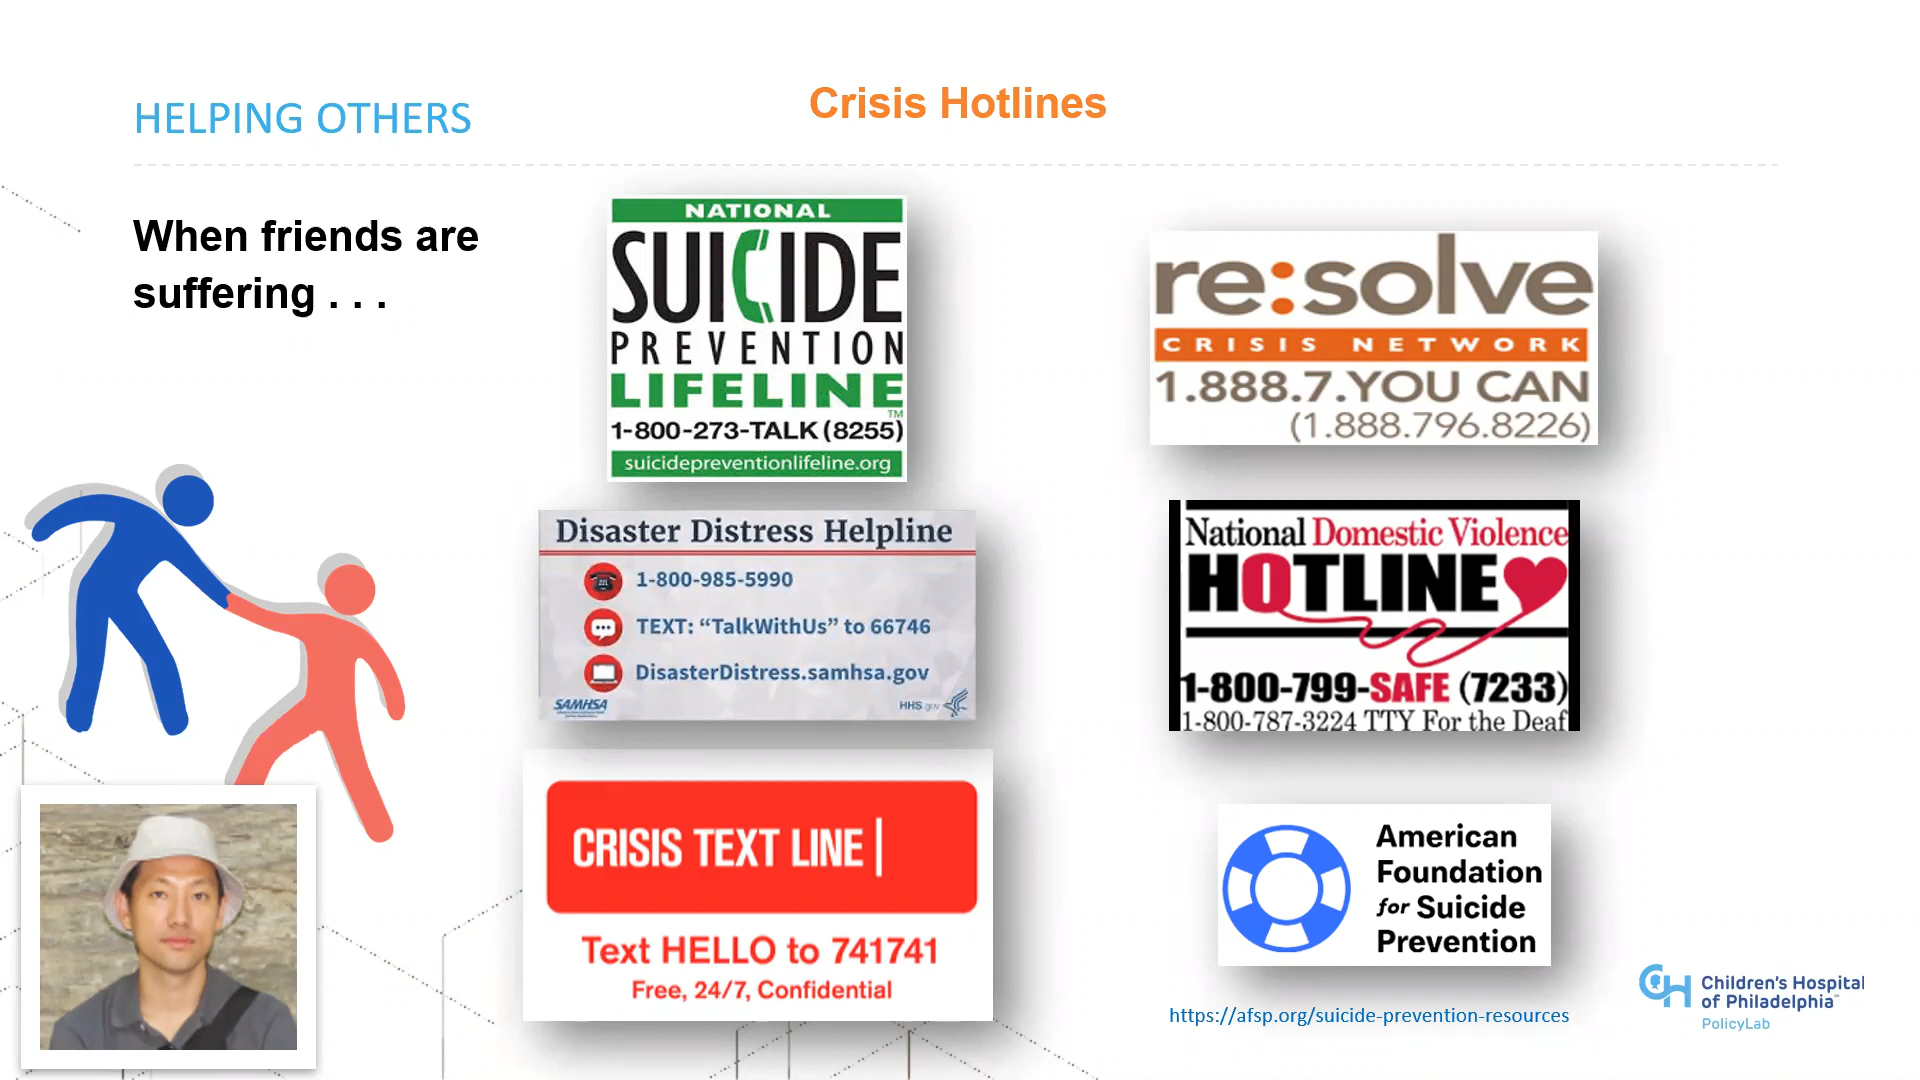 HELPING OTHERS
Crisis Hotlines
When friends are
suffering . . .
NATIONAL
SUICIDE
PREVENTION
LIFELINE
TM
1-800-273-TALK (8255)
suicidepreventionlifeline.org
re:solve
CRISIS NETWORK
1.888.7.YOU CAN
(1.888.796.8226)
Disaster Distress Helpline
1-800-985-5990
TEXT: “TalkWithUs” to 66746
DisasterDistress.samhsa.gov
SAMHSA
HHS.gov
National Domestic Violence
HOTLINE
1-800-799-SAFE (7233)
1-800-787-3224 TTY For the Deaf
CRISIS TEXT LINE |
Text HELLO to 741741
Free, 24/7, Confidential
American
Foundation
for Suicide
Prevention
https://afsp.org/suicide-prevention-resources
CH Children's Hospital
of Philadelphia™
PolicyLab